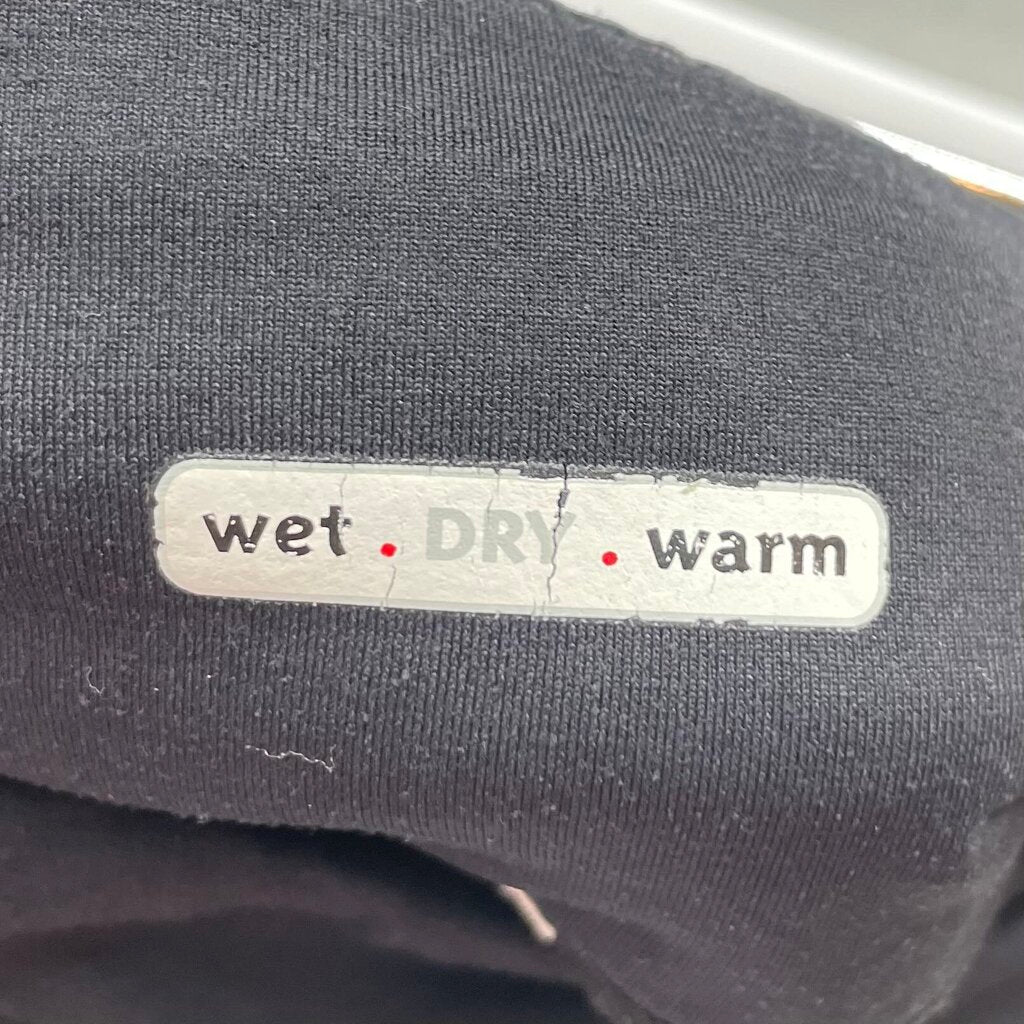 wet . DRY . warm